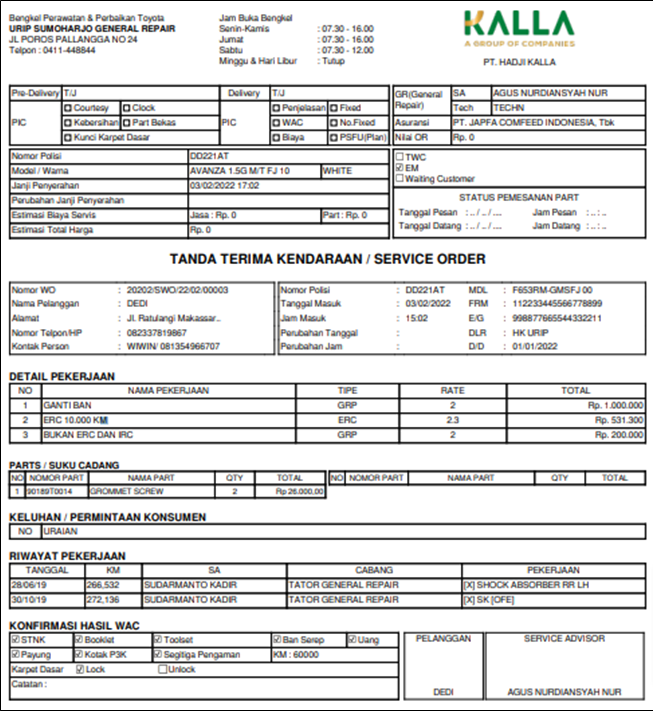 Bengkel Perawatan & Perbaikan Toyota
URIP SUMOHARJO GENERAL REPAIR
JL POROS PALLANGGA NO 24
Telpon : 0411-448844
Jam Buka Bengkel
Senin-Kamis : 07.30 - 16.00
Jumat : 07.30 - 16.00
Sabtu : 07.30 - 12.00
Minggu & Hari Libur : Tutup
KALLA
A GROUP OF COMPANIES
PT. HADJI KALLA
Pre-Delivery T/J Delivery T/J
PIC Courtesy Clock PIC Penjelasan Fixed
Kebersihan Part Bekas WAC No.Fixed
Kunci Karpet Dasar Biaya PSFU(Plan)
GR(General Repair) SA AGUS NURDIANSYAH NUR
Tech TECHN
Asuransi PT. JAPFA COMFEED INDONESIA, Tbk
Nilai OR Rp. 0
Nomor Polisi DD221AT
Model / Warna AVANZA 1.5G M/T FJ 10 WHITE
Janji Penyerahan 03/02/2022 17:02
Perubahan Janji Penyerahan
Estimasi Biaya Servis Jasa : Rp. 0 Part : Rp. 0
Estimasi Total Harga Rp. 0
TWC
EM
Waiting Customer
STATUS PEMESANAN PART
Tanggal Pesan : .. / .. / .... Jam Pesan : .. : ..
Tanggal Datang : .. / .. / .... Jam Datang : .. : ..
TANDA TERIMA KENDARAAN / SERVICE ORDER
Nomor WO : 20202/SWO/22/02/00003
Nama Pelanggan : DEDI
Alamat : Jl. Ratulangi Makassar..
Nomor Telpon/HP : 082337819867
Kontak Person : WIWIN/ 081354966707
Nomor Polisi : DD221AT MDL : F653RM-GMSFJ 00
Tanggal Masuk : 03/02/2022 FRM : 112233445566778899
Jam Masuk : 15:02 E/G : 998877665544332211
Perubahan Tanggal : DLR : HK URIP
Perubahan Jam : D/D : 01/01/2022
DETAIL PEKERJAAN
NO NAMA PEKERJAAN TIPE RATE TOTAL
1 GANTI BAN GRP 2 Rp. 1.000.000
2 ERC 10.000 KM ERC 2.3 Rp. 531.300
3 BUKAN ERC DAN IRC GRP 2 Rp. 200.000
PARTS / SUKU CADANG
NO NOMOR PART NAMA PART QTY TOTAL NO NOMOR PART NAMA PART QTY TOTAL
1 90189T0014 GROMMET SCREW 2 Rp 26.000,00
KELUHAN / PERMINTAAN KONSUMEN
NO URAIAN
RIWAYAT PEKERJAAN
TANGGAL KM SA CABANG PEKERJAAN
28/06/19 266,532 SUDARMANTO KADIR TATOR GENERAL REPAIR [X] SHOCK ABSORBER RR LH
30/10/19 272,136 SUDARMANTO KADIR TATOR GENERAL REPAIR [X] SK [OFE]
KONFIRMASI HASIL WAC
STNK Booklet Toolset Ban Serep Uang
Payung Kotak P3K Segitiga Pengaman KM : 60000
Karpet Dasar Lock Unlock
Catatan :
PELANGGAN SERVICE ADVISOR
DEDI AGUS NURDIANSYAH NUR